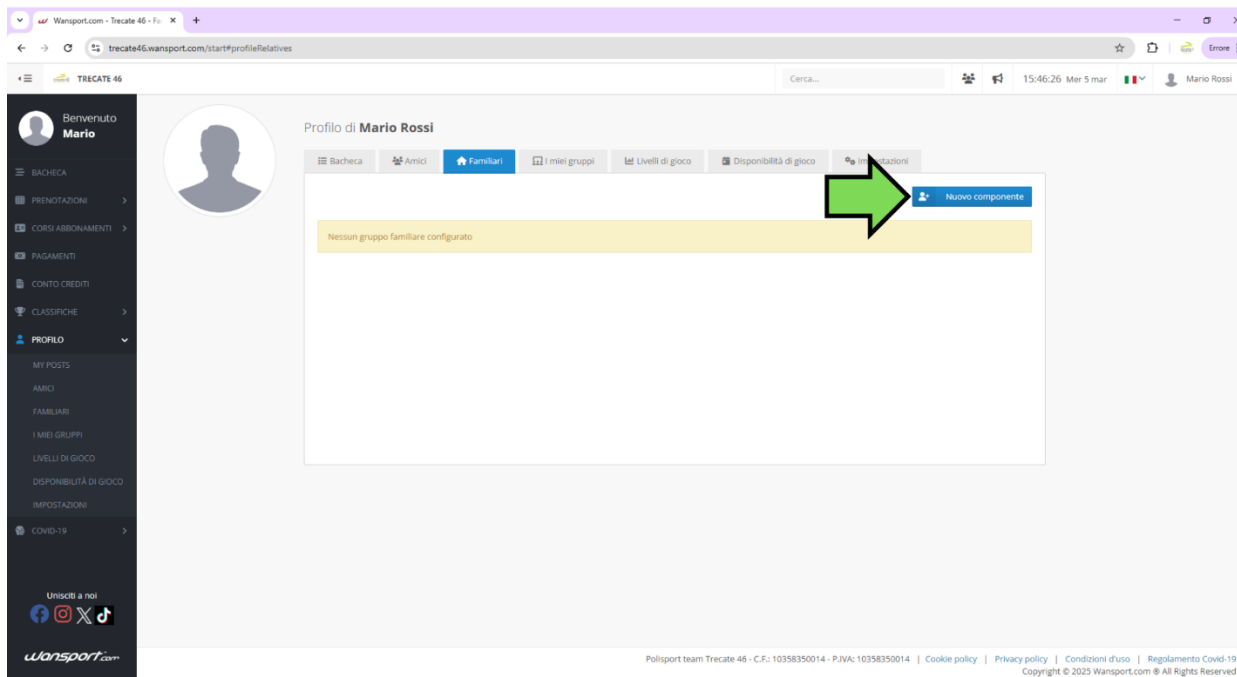 Wansport.com - Trecate 46 - Fa
trecate46.wansport.com/start#profileRelatives
Errore
TRECATE 46
Cerca...
15:46:26 Mer 5 mar
Mario Rossi
Benvenuto
Mario
BACHECA
PRENOTAZIONI
CORSI ABBONAMENTI
PAGAMENTI
CONTO CREDITI
CLASSIFICHE
PROFILO
MY POSTS
AMICI
FAMILIARI
I MIEI GRUPPI
LIVELLI DI GIOCO
DISPONIBILITÀ DI GIOCO
IMPOSTAZIONI
COVID-19
Unisciti a noi
wansport.com
Profilo di Mario Rossi
Bacheca Amici Familiari I miei gruppi Livelli di gioco Disponibilità di gioco
Nuovo componente
Nessun gruppo familiare configurato
Polisport team Trecate 46 - C.F.: 10358350014 - P.IVA: 10358350014 | Cookie policy | Privacy policy | Condizioni d'uso | Regolamento Covid-19
Copyright © 2025 Wansport.com ® All Rights Reserved